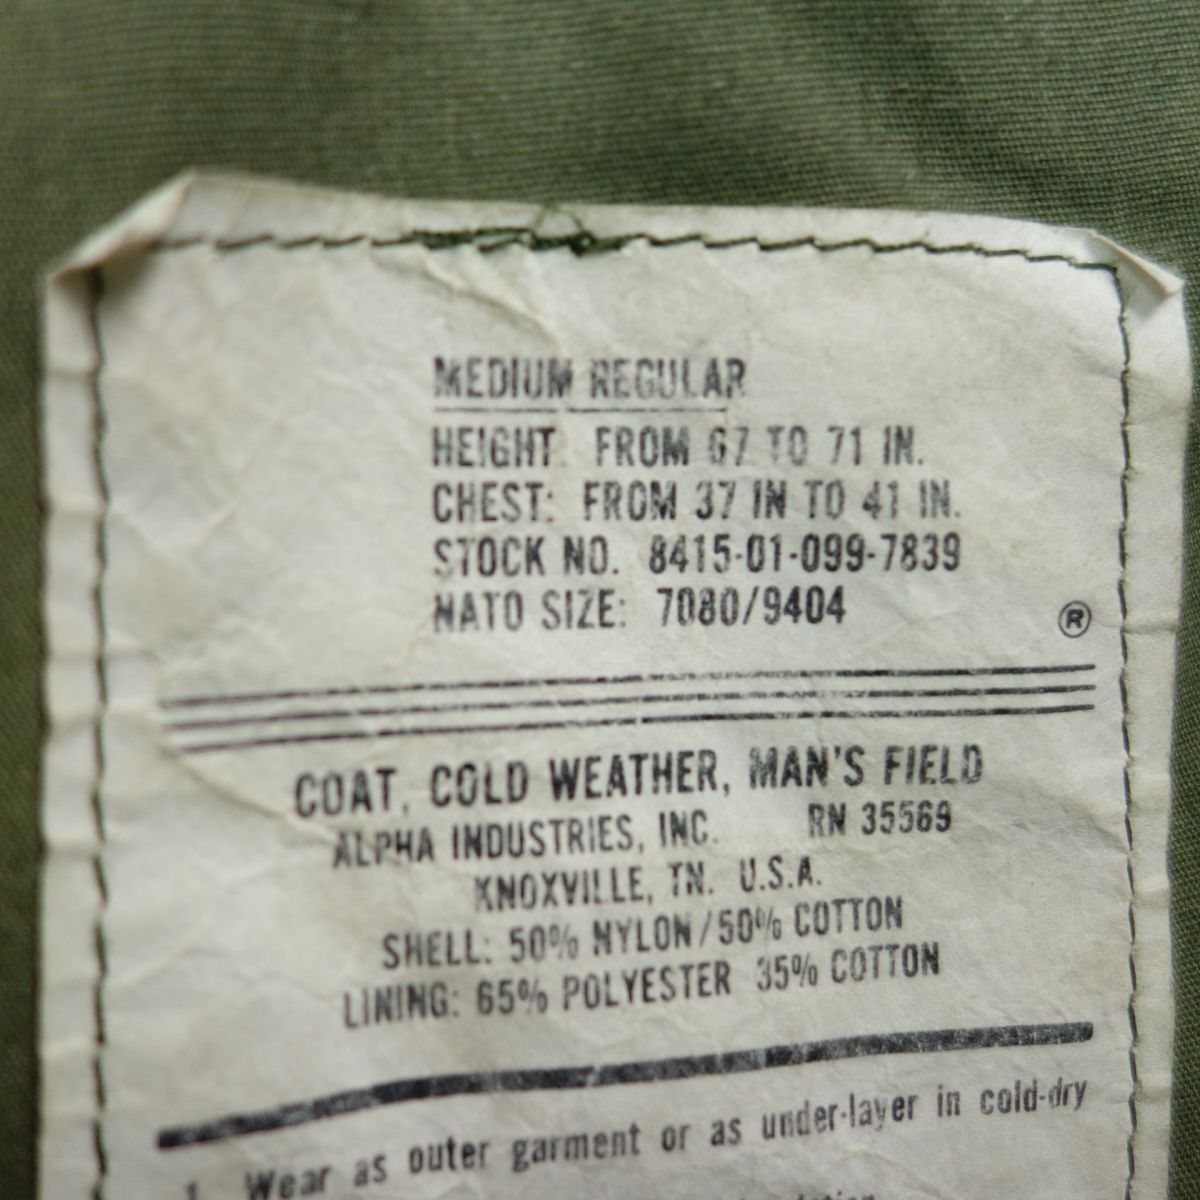 MEDIUM REGULAR
HEIGHT: FROM 67 TO 71 IN.
CHEST: FROM 37 IN TO 41 IN.
STOCK NO. 8415-01-099-7839
NATO SIZE: 7080/9404
®
COAT, COLD WEATHER, MAN'S FIELD
ALPHA INDUSTRIES, INC. RN 35569
KNOXVILLE, TN. U.S.A.
SHELL: 50% NYLON/50% COTTON
LINING: 65% POLYESTER 35% COTTON
1. Wear as outer garment or as under-layer in cold-dry